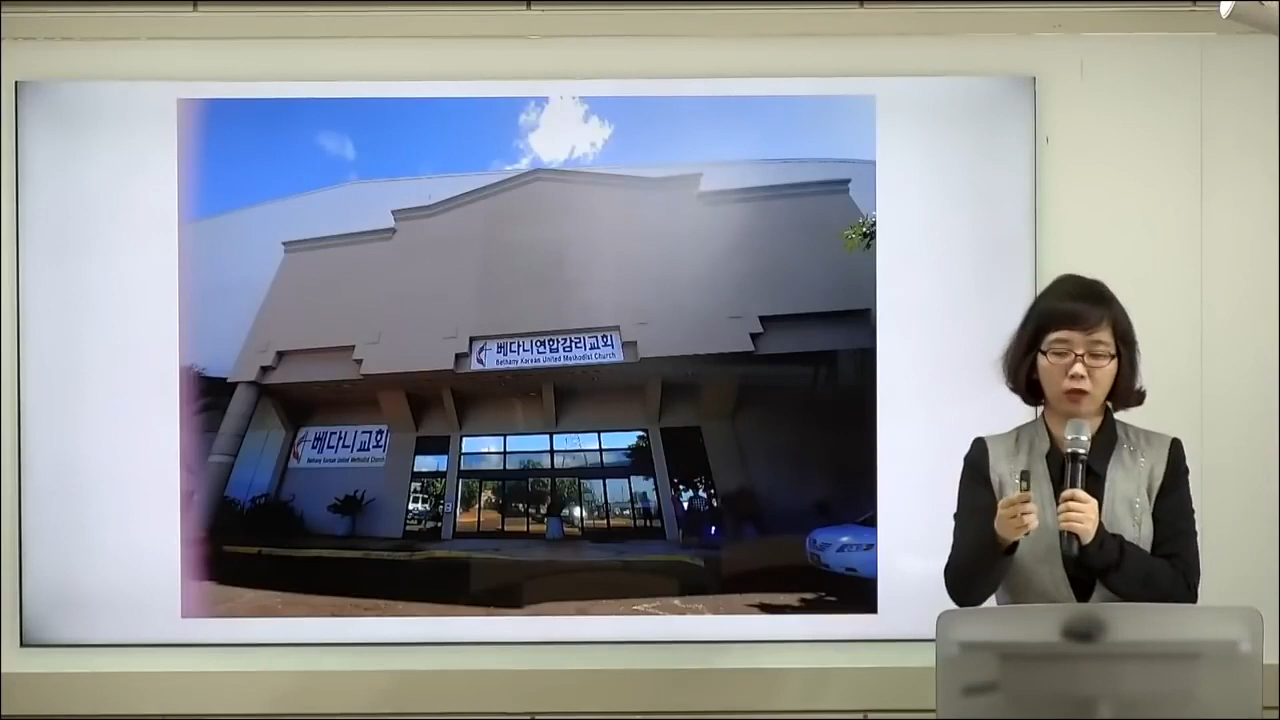 베다니연합감리교회
Bethany Korean United Methodist Church
베다니교회
Bethany Korean United Methodist Church